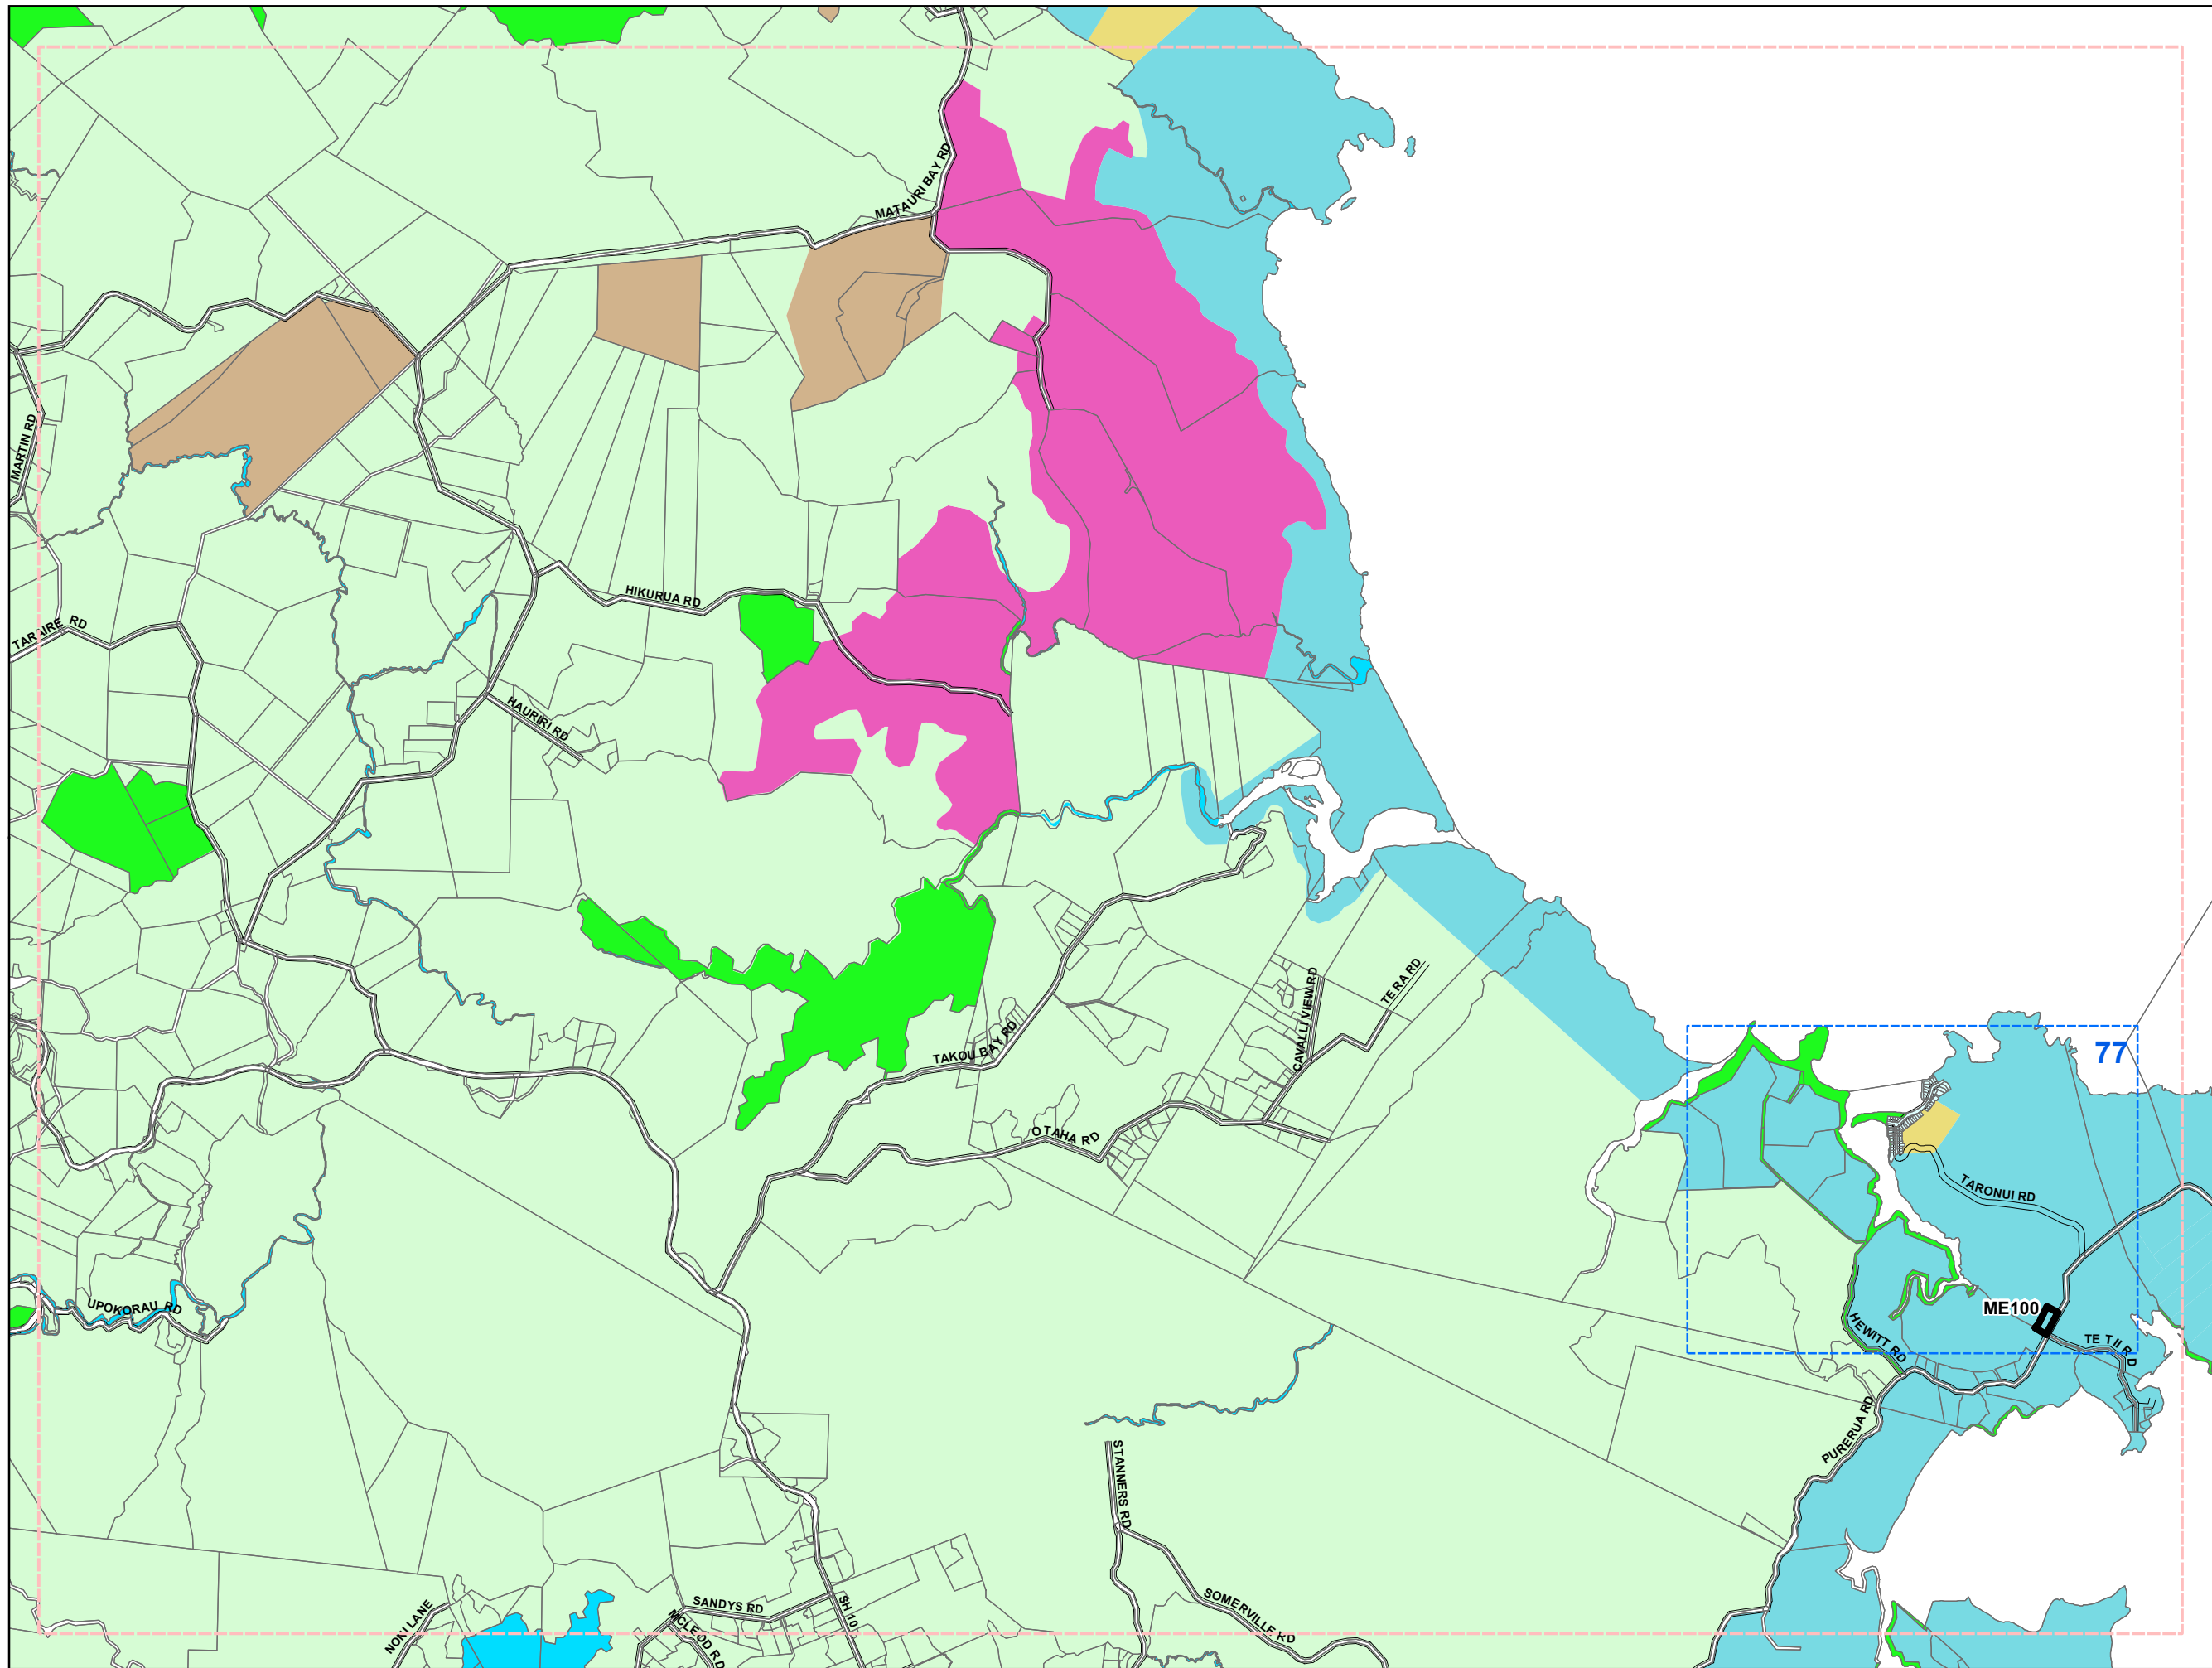 MATAURI BAY RD
MARTIN RD
HIKURUA RD
TARAIRE RD
HAURIRI RD
CAVALLI VIEW RD
TE RA RD
TAKOU BAY RD
77
OTAHA RD
TARONUI RD
UPOKORAU RD
ME100
HEWITT RD
TE TII RD
PURERUA RD
STANNERS RD
SANDYS RD
SH 10
NONI LANE
MCLEOD RD
SOMERVILLE RD